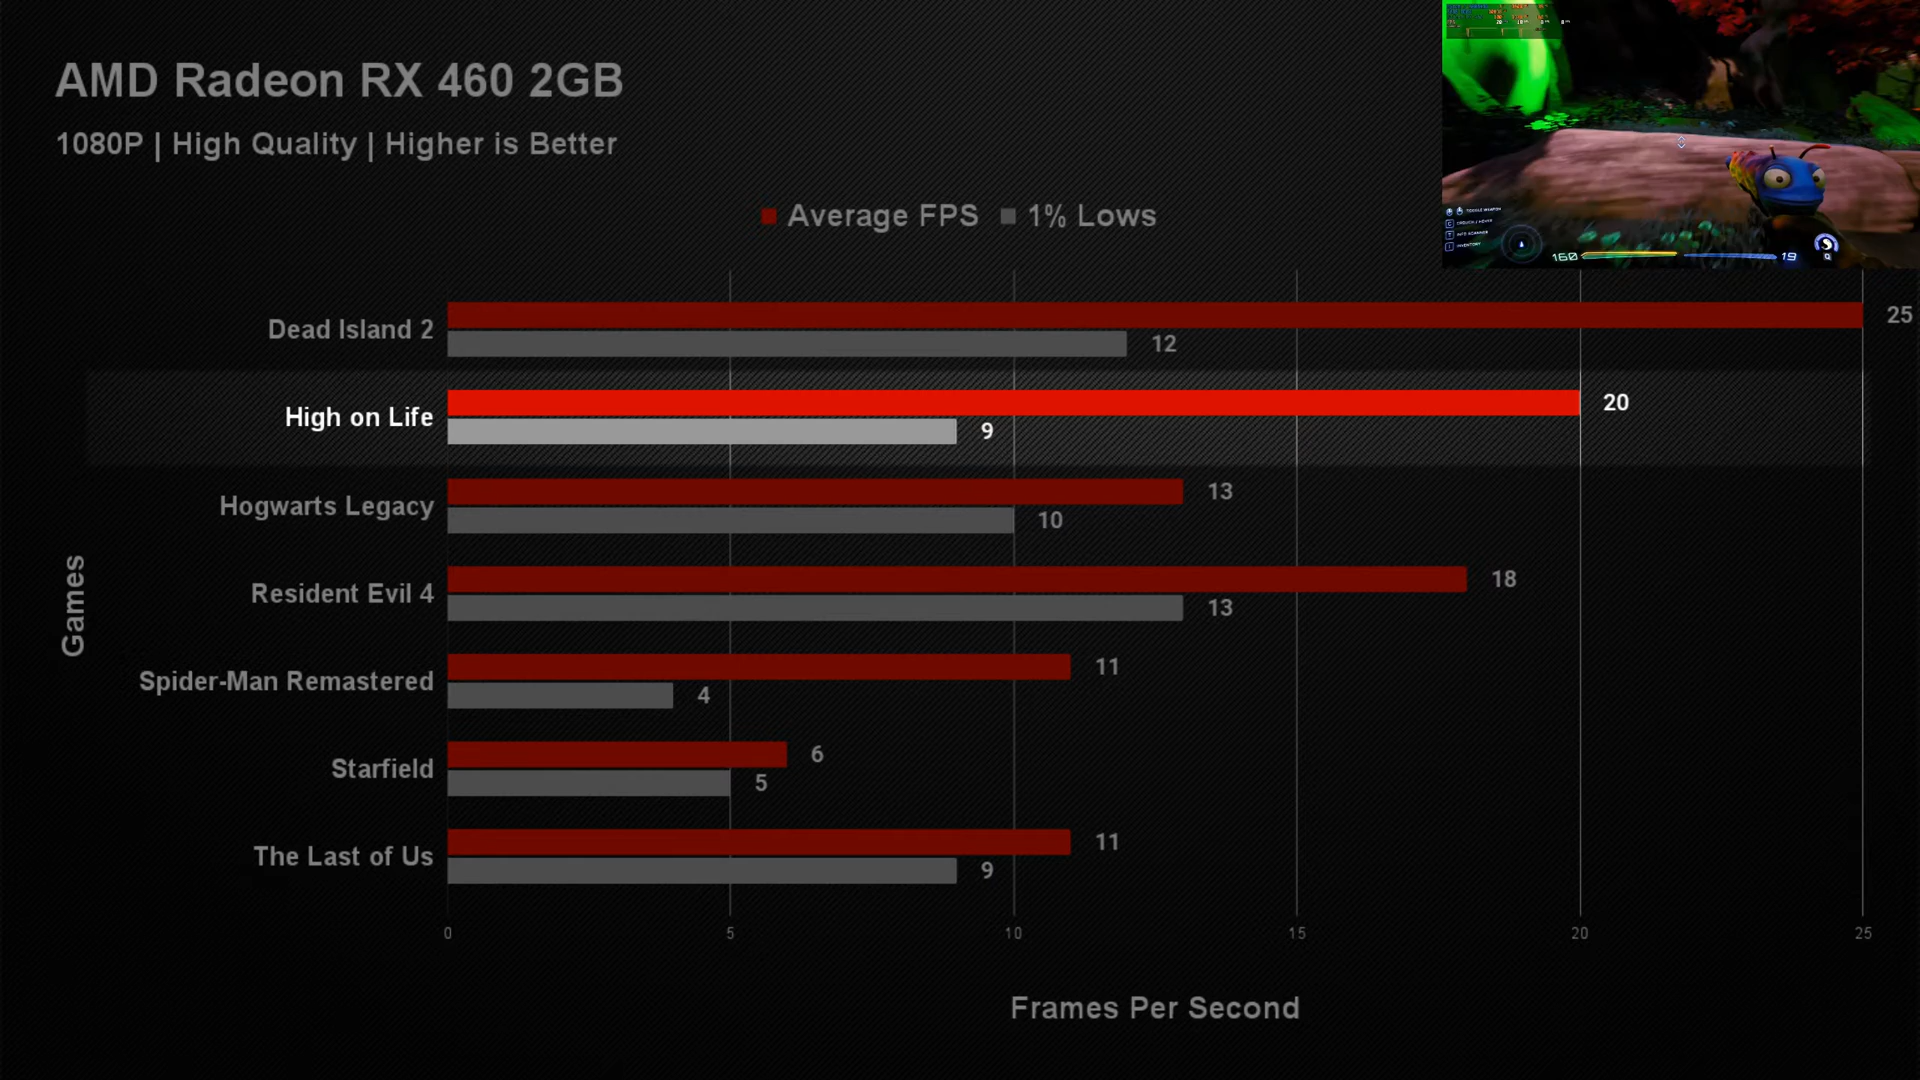 AMD Radeon RX 460 2GB
1080P | High Quality | Higher is Better
Average FPS 1% Lows
Dead Island 2
25
12
High on Life
20
9
Hogwarts Legacy
13
10
Resident Evil 4
18
13
Spider-Man Remastered
11
4
Starfield
6
5
The Last of Us
11
9
Games
0 5 10 15 20 25
Frames Per Second
TOGGLE WEAPON
INVENTORY
160
19